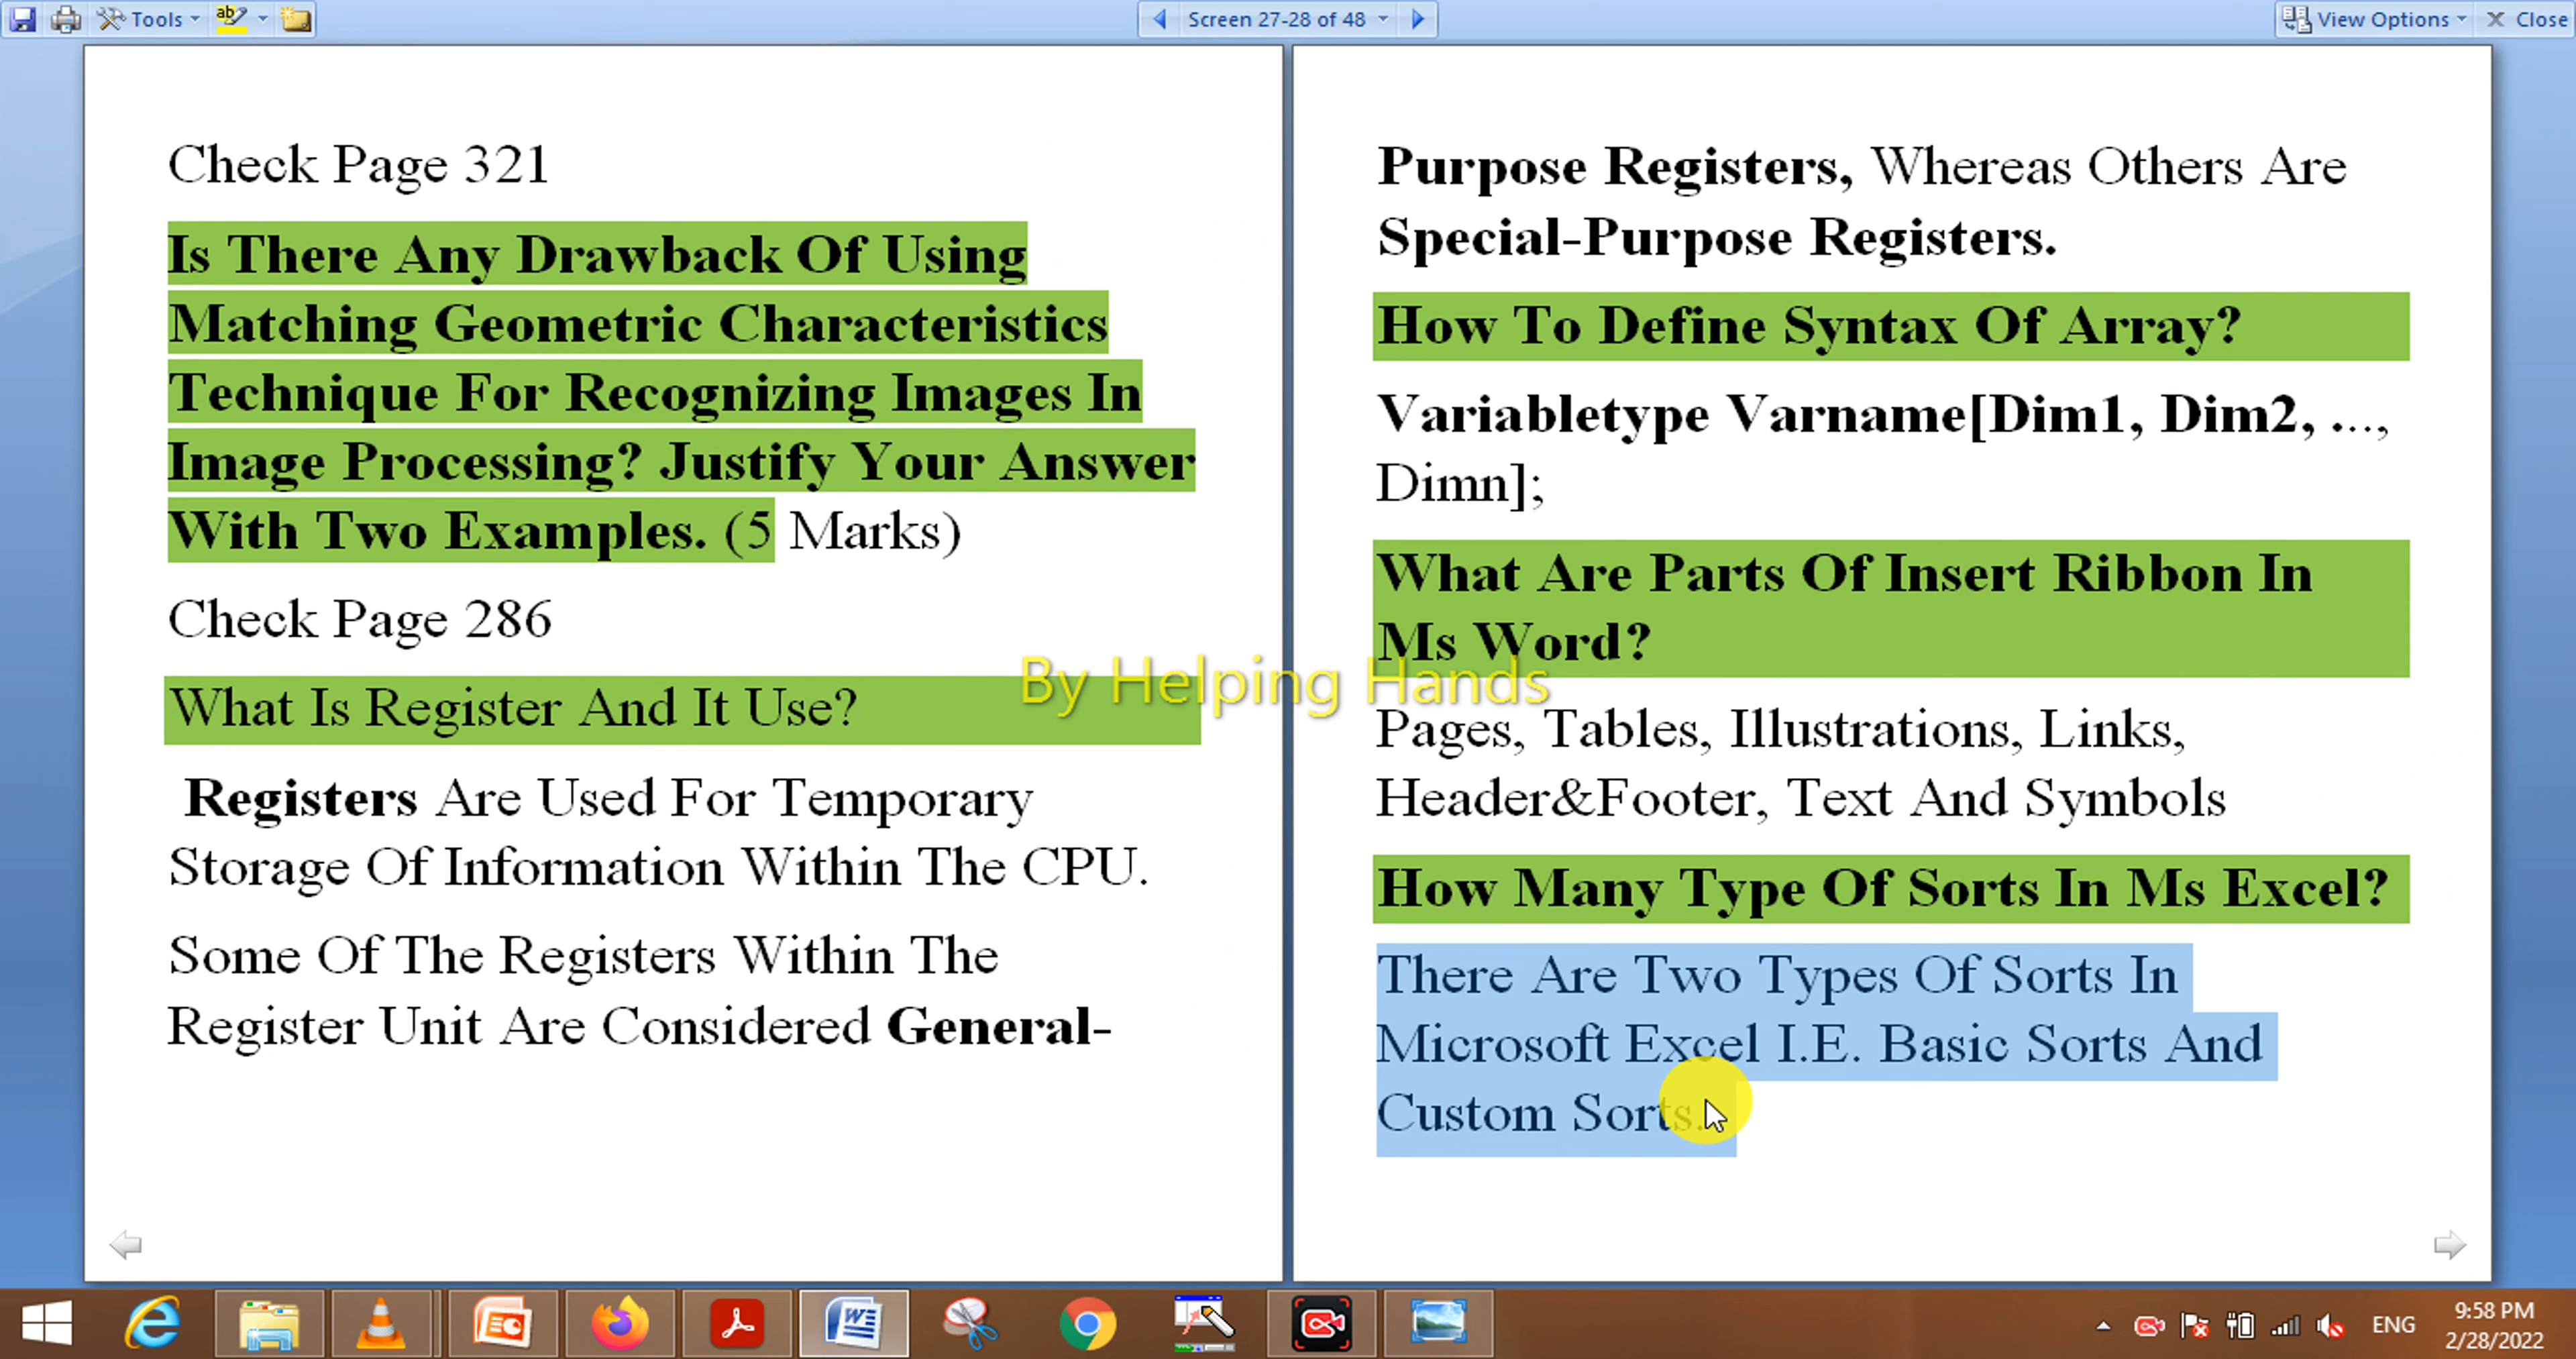 Tools
Screen 27-28 of 48
View Options
Close
Check Page 321
Is There Any Drawback Of Using
Matching Geometric Characteristics
Technique For Recognizing Images In
Image Processing? Justify Your Answer
With Two Examples. (5 Marks)
Check Page 286
What Is Register And It Use?
Registers Are Used For Temporary
Storage Of Information Within The CPU.
Some Of The Registers Within The
Register Unit Are Considered General-
Purpose Registers, Whereas Others Are
Special-Purpose Registers.
How To Define Syntax Of Array?
Variabletype Varname[Dim1, Dim2, ...,
Dimn];
What Are Parts Of Insert Ribbon In
Ms Word?
Pages, Tables, Illustrations, Links,
Header&Footer, Text And Symbols
How Many Type Of Sorts In Ms Excel?
There Are Two Types Of Sorts In
Microsoft Excel I.E. Basic Sorts And
Custom Sorts.
By Helping Hands
ENG
9:58 PM
2/28/2022